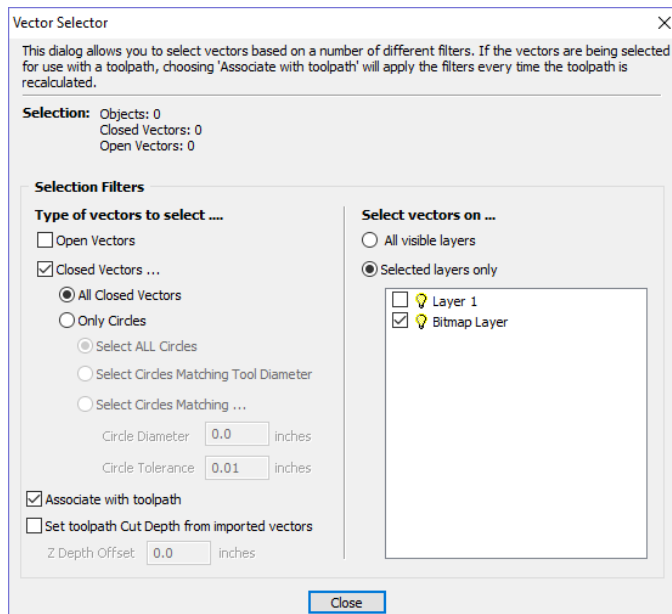 Vector Selector
This dialog allows you to select vectors based on a number of different filters. If the vectors are being selected
for use with a toolpath, choosing 'Associate with toolpath' will apply the filters every time the toolpath is
recalculated.
Selection: Objects: 0
Closed Vectors: 0
Open Vectors: 0
Selection Filters
Type of vectors to select ....
Open Vectors
Closed Vectors ...
All Closed Vectors
Only Circles
Select ALL Circles
Select Circles Matching Tool Diameter
Select Circles Matching ...
Circle Diameter 0.0 inches
Circle Tolerance 0.01 inches
Associate with toolpath
Set toolpath Cut Depth from imported vectors
Z Depth Offset 0.0 inches
Select vectors on ...
All visible layers
Selected layers only
Layer 1
Bitmap Layer
Close